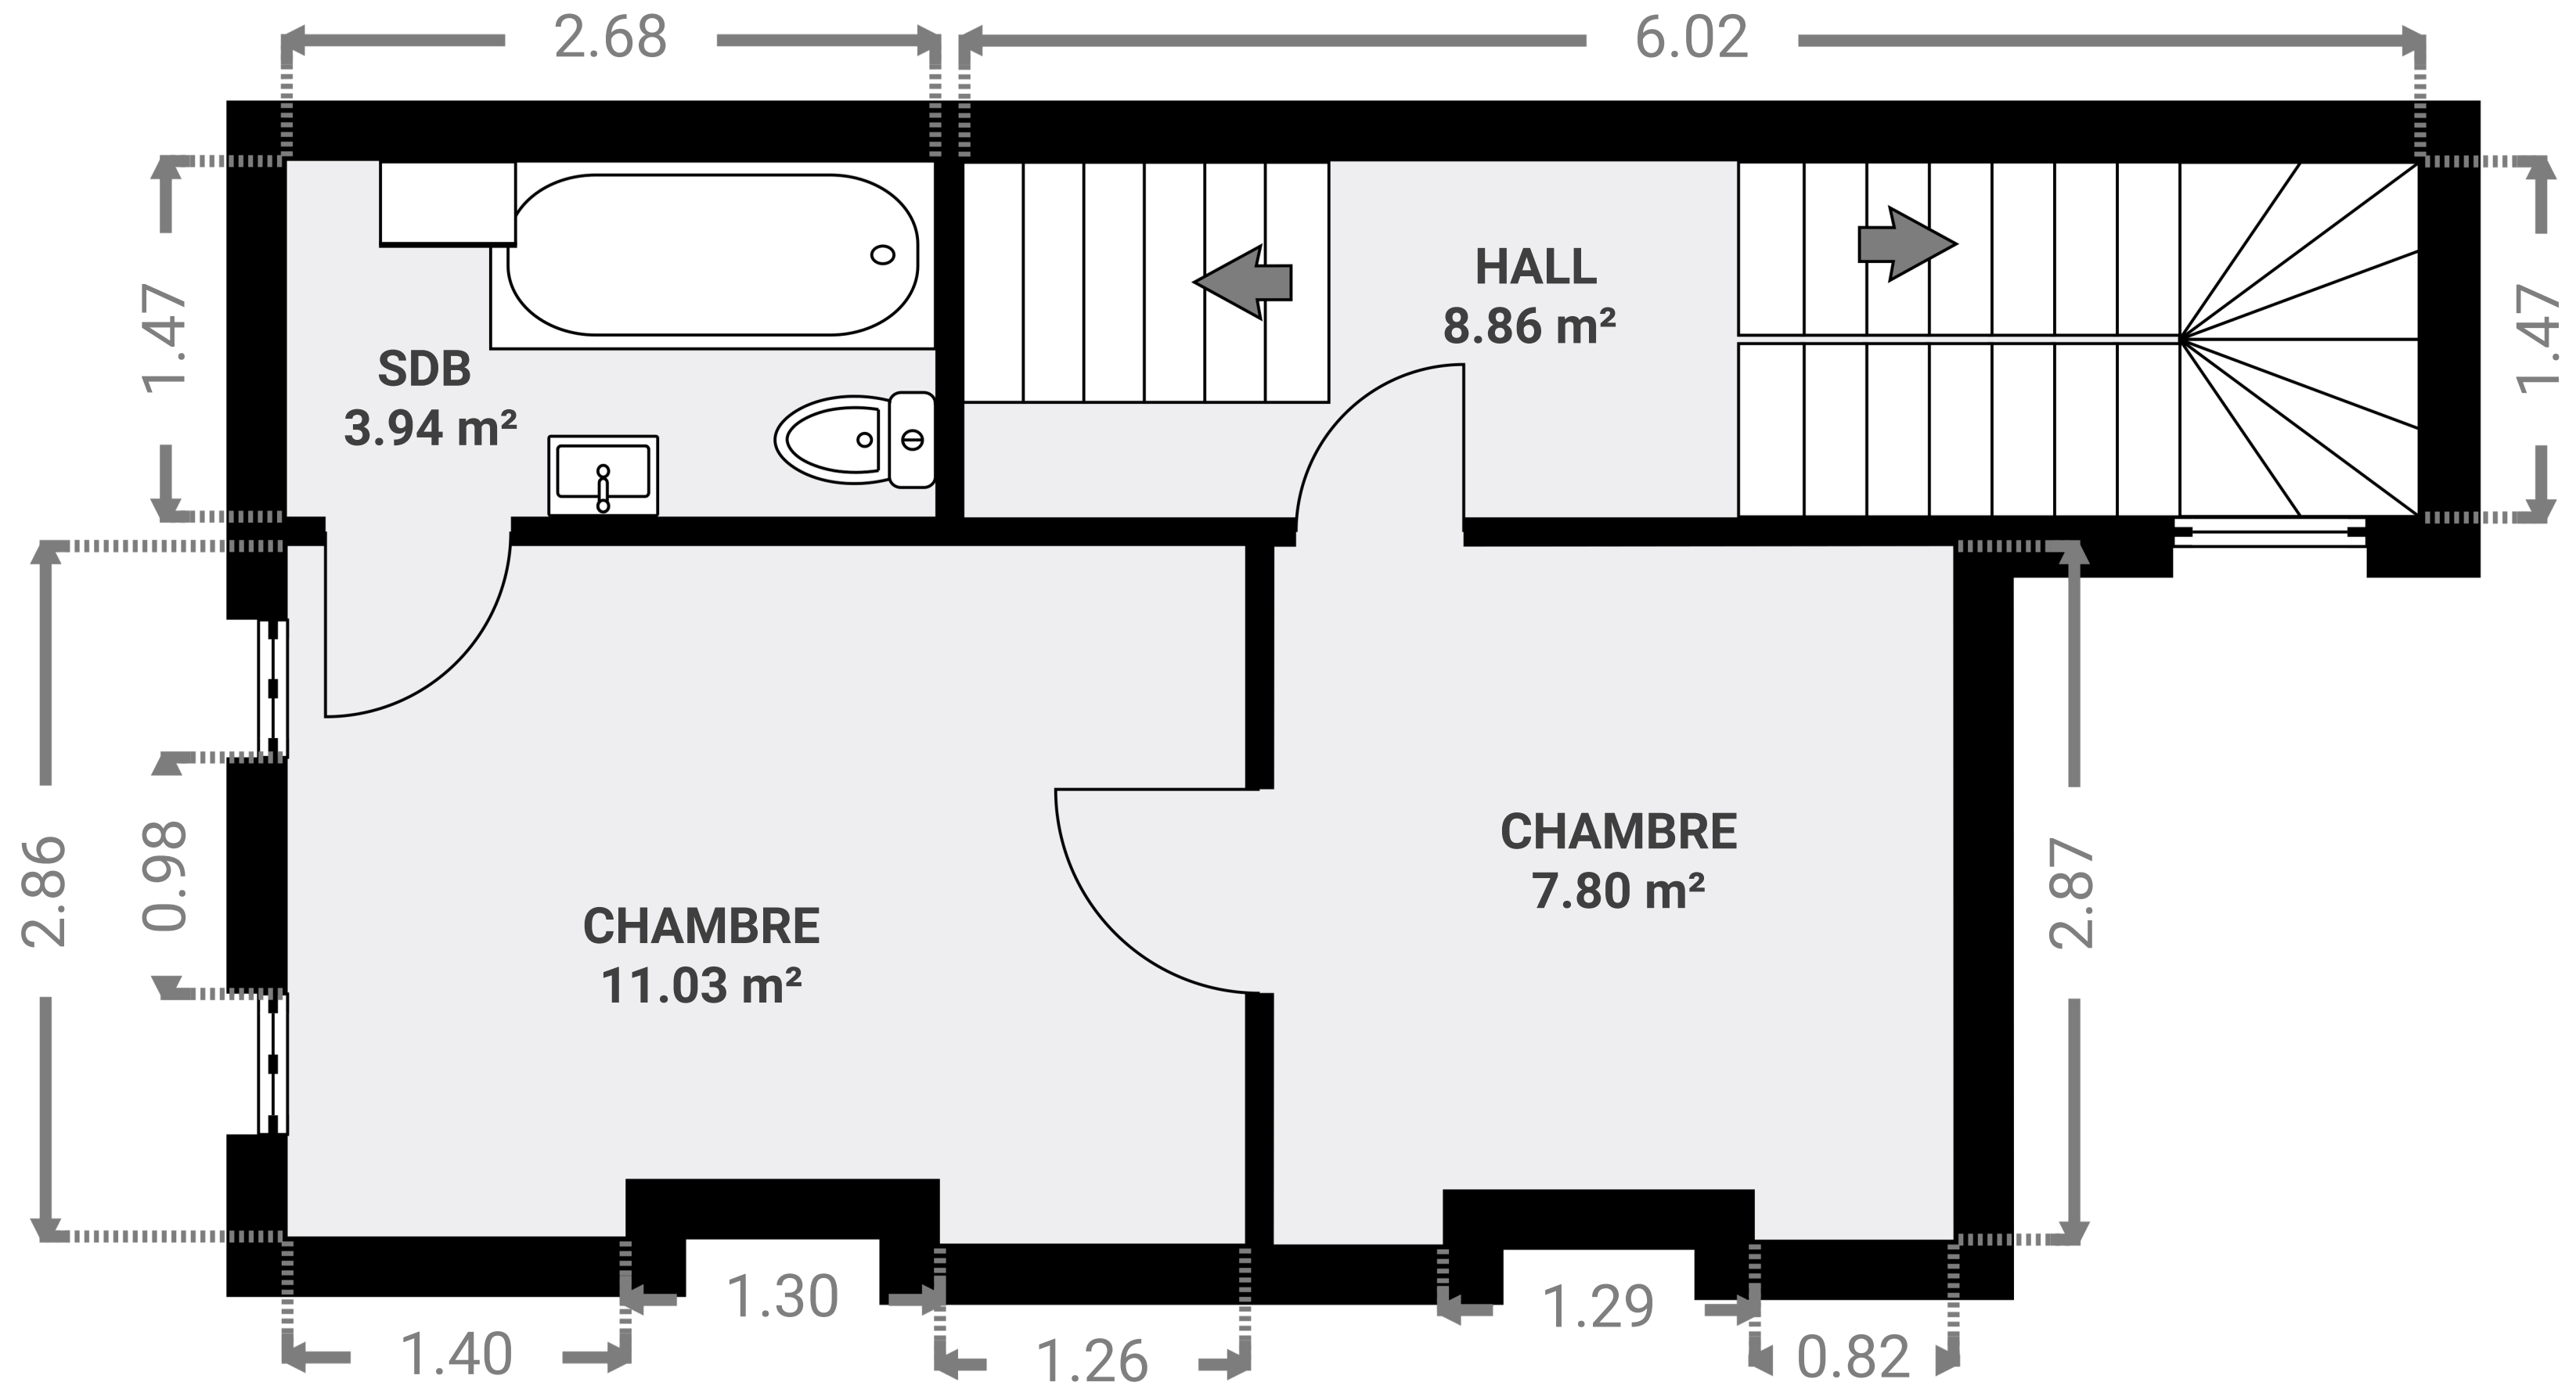 2.68
6.02
1.47
HALL
8.86 m²
1.47
SDB
3.94 m²
2.86
0.98
CHAMBRE
7.80 m²
2.87
CHAMBRE
11.03 m²
1.30
1.29
1.40
1.26
0.82